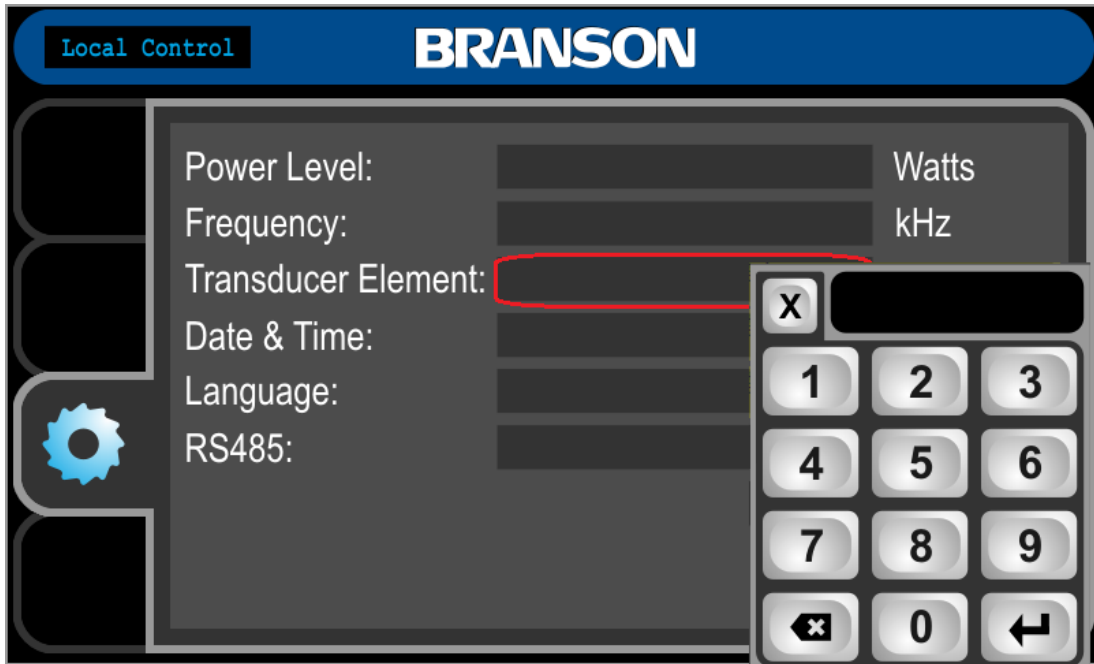 Local Control
BRANSON
Power Level: Watts
Frequency: kHz
Transducer Element:
Date & Time:
Language:
RS485:
X
1 2 3
4 5 6
7 8 9
0